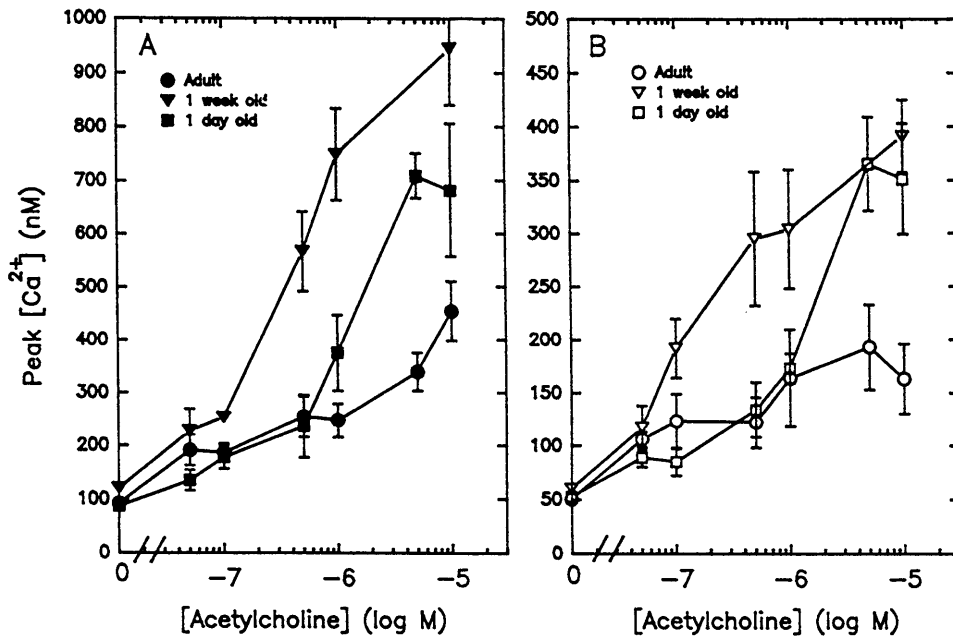 A
Adult
1 week old
1 day old
1000
900
800
700
600
500
400
300
200
100
0
Peak [Ca2+] (nM)
0
-7
-6
-5
[Acetylcholine] (log M)
B
Adult
1 week old
1 day old
500
450
400
350
300
250
200
150
100
50
0
0
-7
-6
-5
[Acetylcholine] (log M)